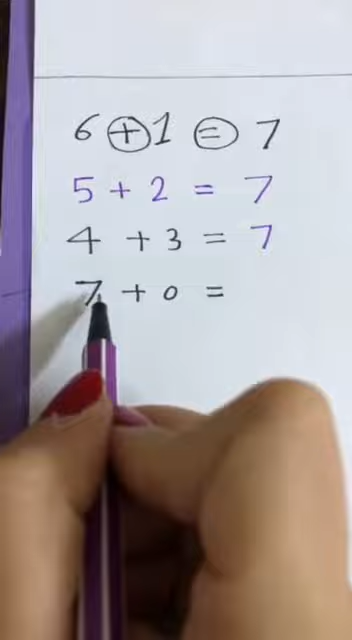 6 + 1 = 7
5 + 2 = 7
4 + 3 = 7
7 + 0 =